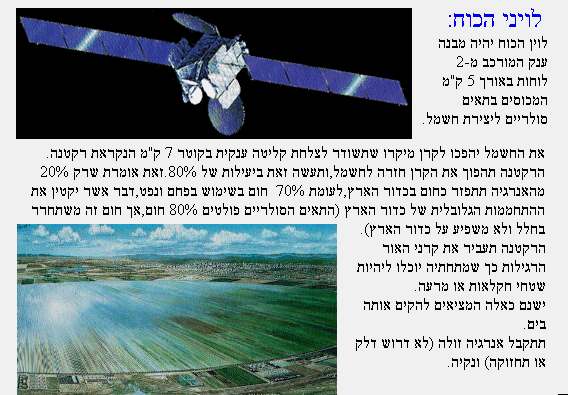 לויני הכוח:
לוין הכוח יהיה מבנה
ענק המורכב מ-2
לוחות באורך 5 ק"מ
המכוסים בתאים
סולריים ליצירת חשמל.
את החשמל יהפכו לקרן מיקרו שתשודר לצלחת קליטה ענקית בקוטר 7 ק"מ הנקראת רקטנה.
הרקטנה תהפוך את הקרן חזרה לחשמל,ותעשה זאת ביעילות של 80%.זאת אומרת שרק 20%
מהאנרגיה תתפזר כחום בכדור הארץ,לעומת 70% חום בשימוש בפחם ונפט,דבר אשר יקטין את
ההתחממות הגלובלית של כדור הארץ (התאים הסולריים פולטים 80% חום,אך חום זה משתחרר
בחלל ולא משפיע על כדור הארץ).
הרקטנה תעביר את קרני האור
הרגילות כך שמתחתיה יוכלו ליהיות
שטחי חקלאות או מרעה.
ישנם כאלה המציאים להקים אותה
בים.
תתקבל אנרגיה זולה (לא דרוש דלק
או תחזוקה) ונקיה.